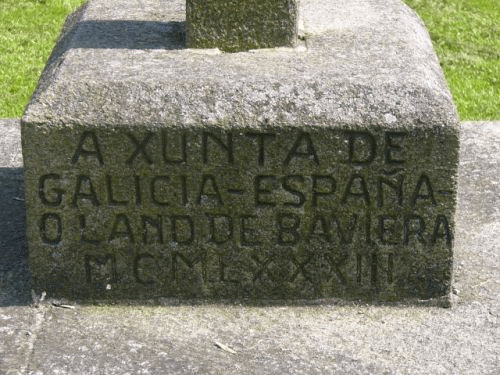 A XUNTA DE
GALICIA-ESPAÑA-
O LAND DE BAVIERA
MCMLXXXIII